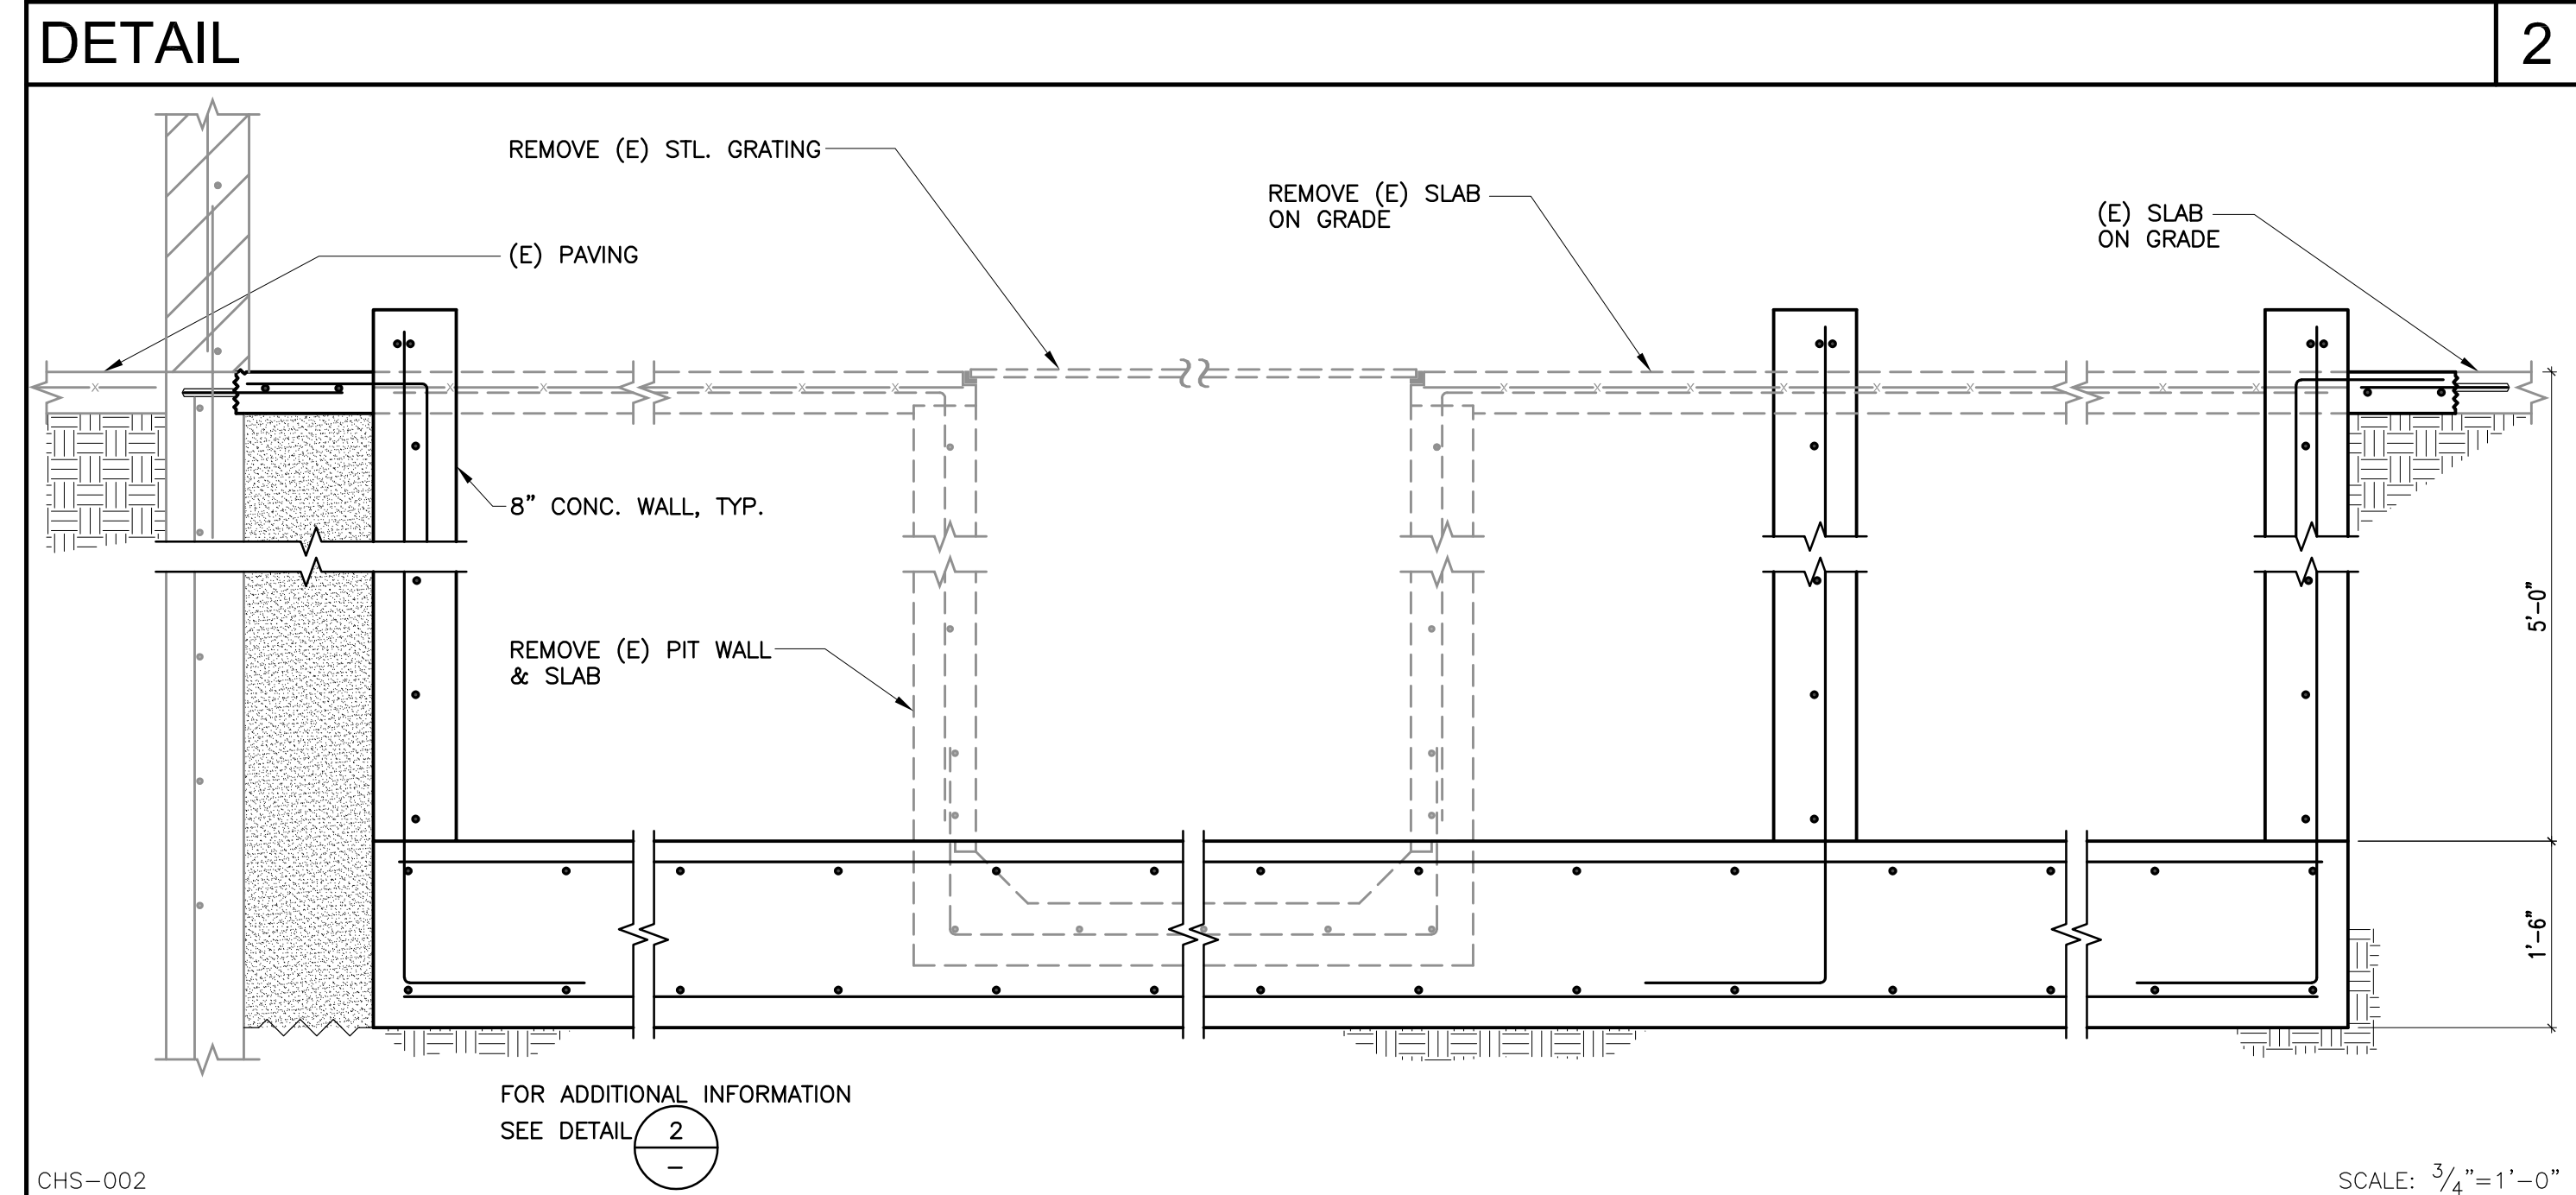 DETAIL
2
REMOVE (E) STL. GRATING
REMOVE (E) SLAB
ON GRADE
(E) SLAB
ON GRADE
(E) PAVING
8" CONC. WALL, TYP.
REMOVE (E) PIT WALL
& SLAB
5'-0"
1'-6"
FOR ADDITIONAL INFORMATION
SEE DETAIL 2
–
CHS-002
SCALE: 3/4"=1'-0"